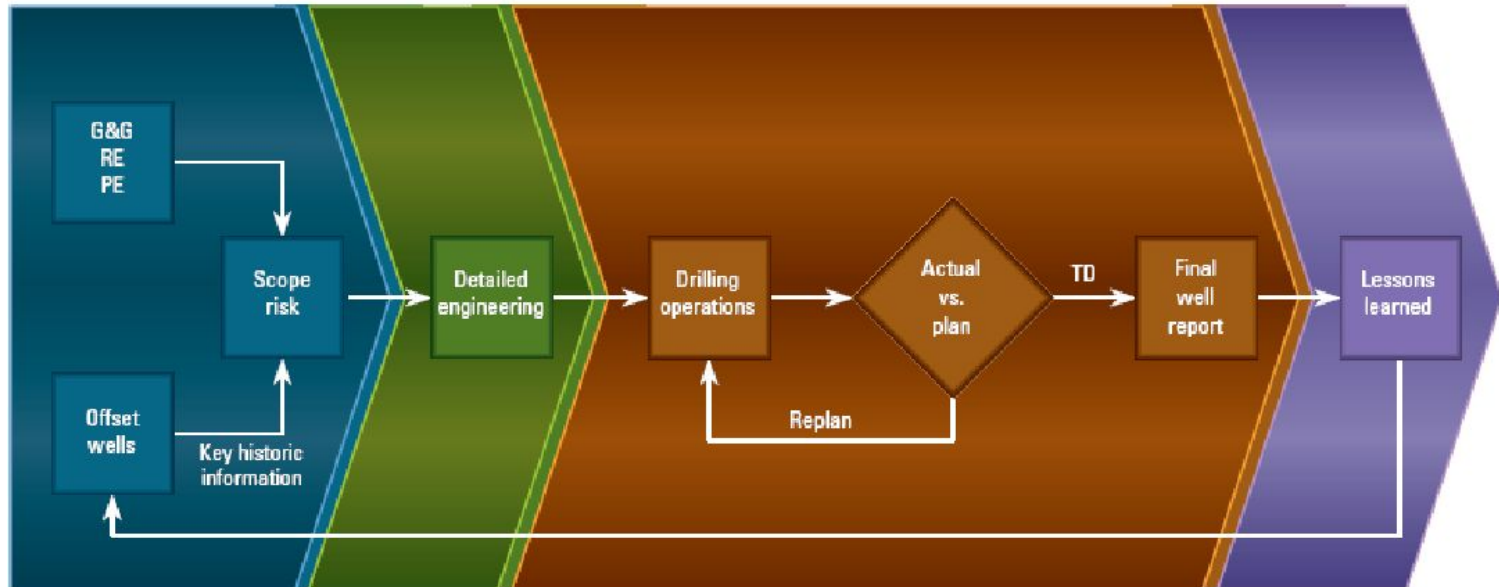 G&G
RE
PE
Scope
risk
Offset
wells
Key historic
information
Detailed
engineering
Drilling
operations
Actual
vs.
plan
Replan
TD
Final
well
report
Lessons
learned